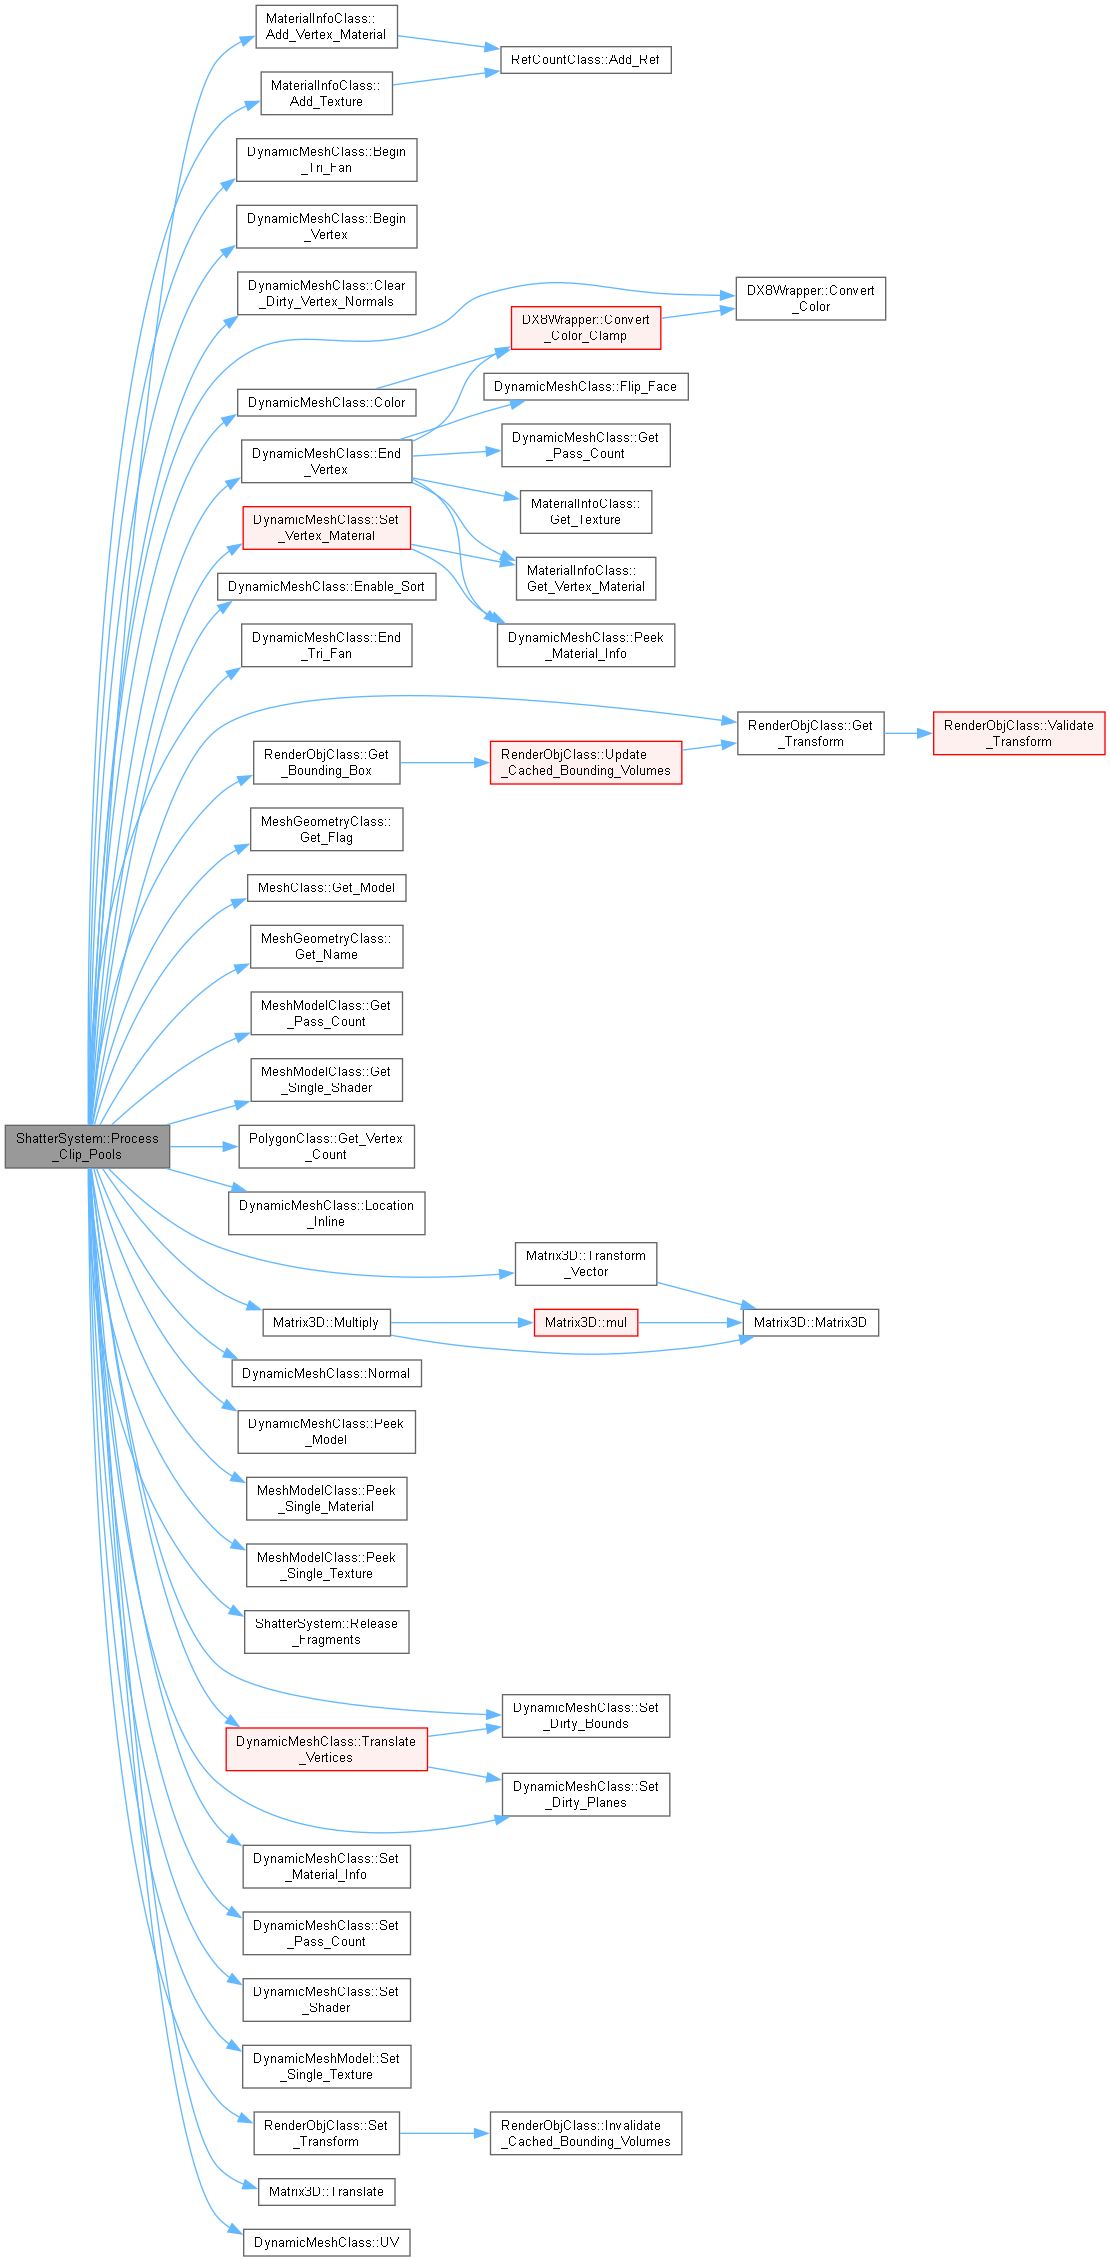 MaterialInfoClass::
Add_Vertex_Material
RefCountClass::Add_Ref
MaterialInfoClass::
Add_Texture
DynamicMeshClass::Begin
_Tri_Fan
DynamicMeshClass::Begin
_Vertex
DynamicMeshClass::Clear
_Dirty_Vertex_Normals
DX8Wrapper::Convert
_Color
DX8Wrapper::Convert
_Color_Clamp
DynamicMeshClass::Color
DynamicMeshClass::Flip_Face
DynamicMeshClass::End
_Vertex
DynamicMeshClass::Get
_Pass_Count
MaterialInfoClass::
Get_Texture
DynamicMeshClass::Set
_Vertex_Material
MaterialInfoClass::
Get_Vertex_Material
DynamicMeshClass::Enable_Sort
DynamicMeshClass::End
_Tri_Fan
DynamicMeshClass::Peek
_Material_Info
RenderObjClass::Get
_Transform
RenderObjClass::Validate
_Transform
RenderObjClass::Get
_Bounding_Box
RenderObjClass::Update
_Cached_Bounding_Volumes
MeshGeometryClass::
Get_Flag
MeshClass::Get_Model
MeshGeometryClass::
Get_Name
MeshModelClass::Get
_Pass_Count
MeshModelClass::Get
_Single_Shader
ShatterSystem::Process
_Clip_Pools
PolygonClass::Get_Vertex
_Count
DynamicMeshClass::Location
_Inline
Matrix3D::Transform
_Vector
Matrix3D::Multiply
Matrix3D::mul
Matrix3D::Matrix3D
DynamicMeshClass::Normal
DynamicMeshClass::Peek
_Model
MeshModelClass::Peek
_Single_Material
MeshModelClass::Peek
_Single_Texture
ShatterSystem::Release
_Fragments
DynamicMeshClass::Set
_Dirty_Bounds
DynamicMeshClass::Translate
_Vertices
DynamicMeshClass::Set
_Dirty_Planes
DynamicMeshClass::Set
_Material_Info
DynamicMeshClass::Set
_Pass_Count
DynamicMeshClass::Set
_Shader
DynamicMeshModel::Set
_Single_Texture
RenderObjClass::Set
_Transform
RenderObjClass::Invalidate
_Cached_Bounding_Volumes
Matrix3D::Translate
DynamicMeshClass::UV